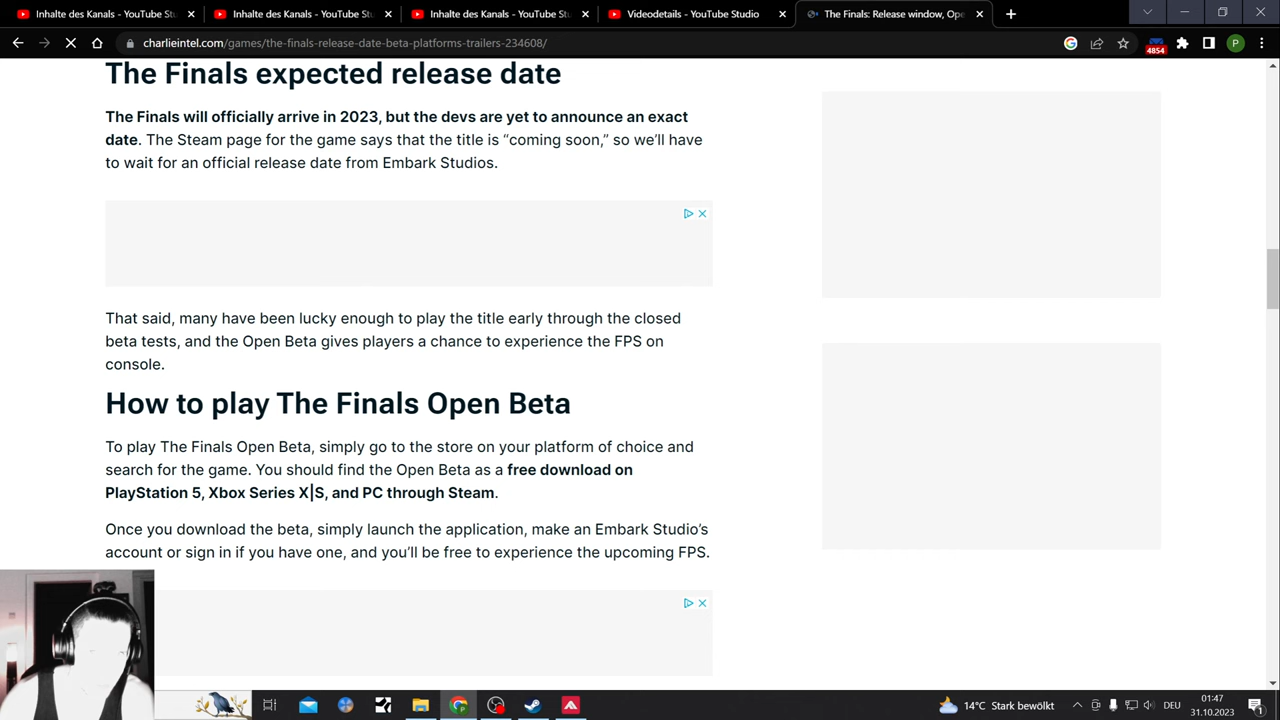 Inhalte des Kanals - YouTube Stu
Inhalte des Kanals - YouTube Stu
Inhalte des Kanals - YouTube Stu
Videodetails - YouTube Studio
The Finals: Release window, Ope
charlieintel.com/games/the-finals-release-date-beta-platforms-trailers-234608/
4854
P
The Finals expected release date
The Finals will officially arrive in 2023, but the devs are yet to announce an exact
date. The Steam page for the game says that the title is “coming soon,” so we’ll have
to wait for an official release date from Embark Studios.
That said, many have been lucky enough to play the title early through the closed
beta tests, and the Open Beta gives players a chance to experience the FPS on
console.
How to play The Finals Open Beta
To play The Finals Open Beta, simply go to the store on your platform of choice and
search for the game. You should find the Open Beta as a free download on
PlayStation 5, Xbox Series X|S, and PC through Steam.
Once you download the beta, simply launch the application, make an Embark Studio’s
account or sign in if you have one, and you’ll be free to experience the upcoming FPS.
14°C Stark bewölkt
DEU
01:47
31.10.2023
1